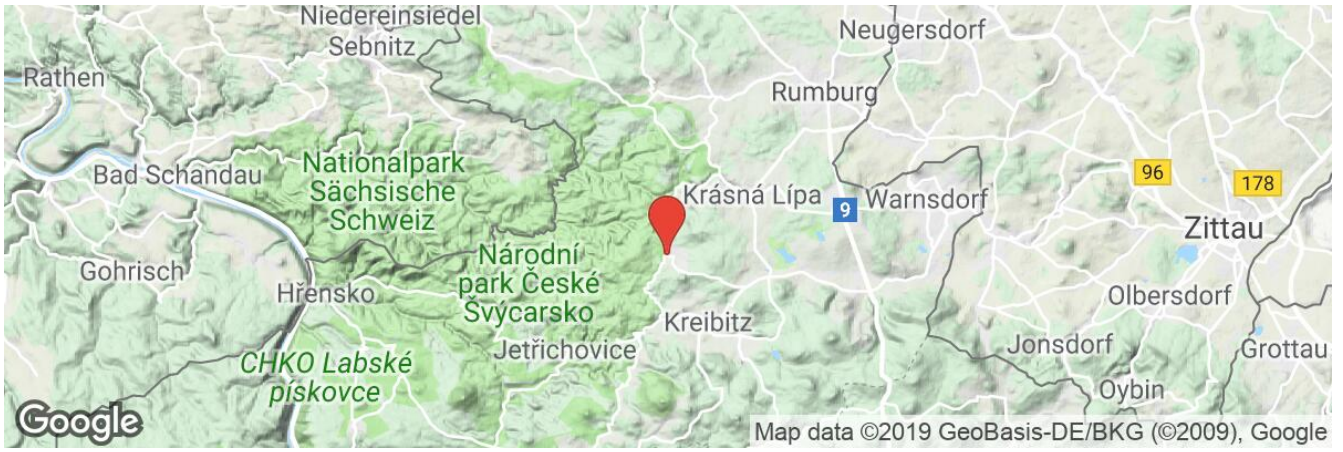 Niedereinsiedel
Sebnitz
Neugersdorf
Rathen
Rumburg
Nationalpark
Sächsische
Schweiz
Bad Schandau
96
178
Krásná Lípa
9
Warnsdorf
Zittau
Národní
park České
Švýcarsko
Gohrisch
Hřensko
Olbersdorf
Kreibitz
Jetřichovice
Jonsdorf
Grottau
CHKO Labské
pískovce
Oybin
Google
Map data ©2019 GeoBasis-DE/BKG (©2009), Google